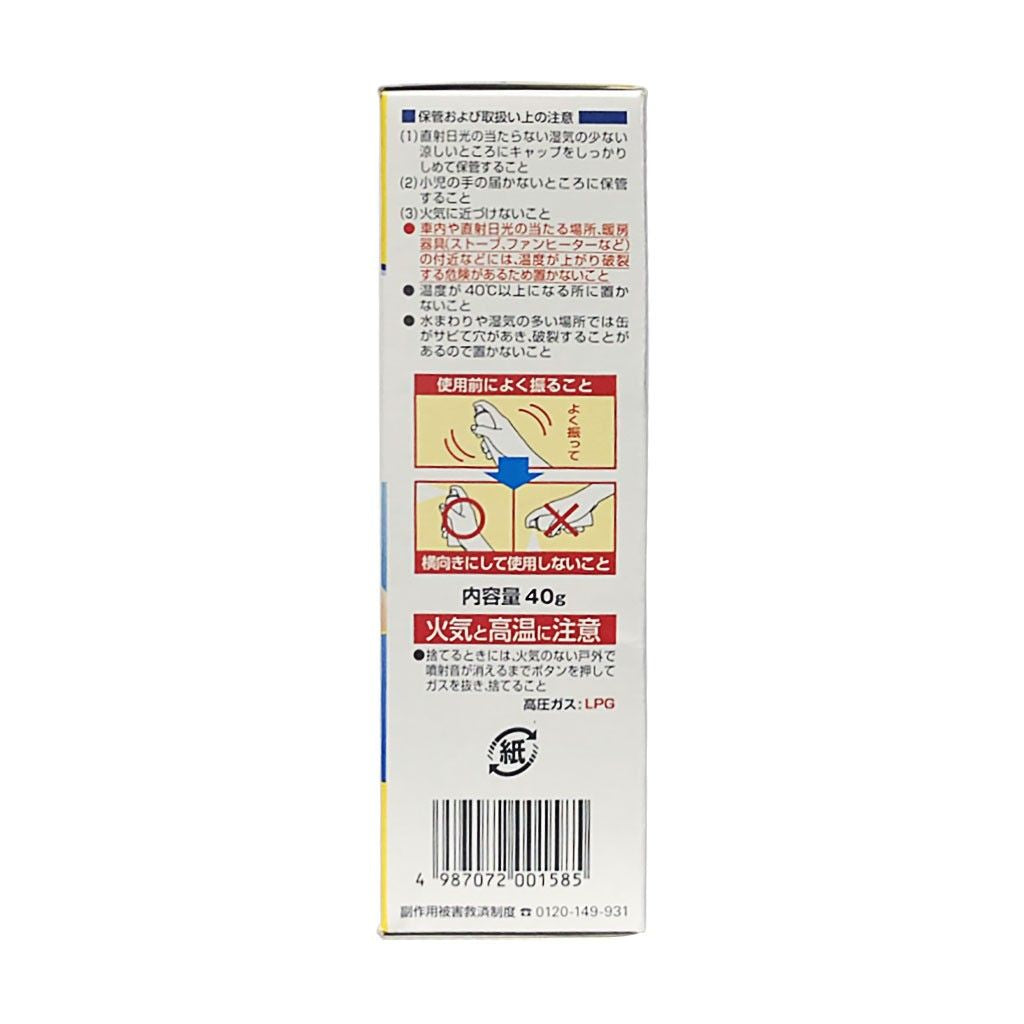 ■ 保管および取扱い上の注意
(1)直射日光の当たらない湿気の少ない
涼しいところにキャップをしっかり
しめて保管すること
(2)小児の手の届かないところに保管
すること
(3)火気に近づけないこと
●車内や直射日光の当たる場所、暖房
器具(ストーブ、ファンヒーターなど)
の付近などには、温度が上がり破裂
する危険があるため置かないこと
●温度が40℃以上になる所に置か
ないこと
●水まわりや湿気の多い場所では缶
がサビて穴があき、破裂することが
あるので置かないこと
使用前によく振ること
よく振って
横向きにして使用しないこと
内容量 40g
火気と高温に注意
●捨てるときには、火気のない戸外で
噴射音が消えるまでボタンを押して
ガスを抜き、捨てること
高圧ガス:LPG
紙
4 987072 001585
副作用被害救済制度 ☎ 0120-149-931